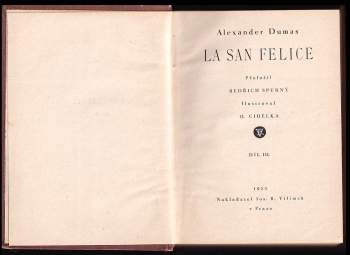 Alexander Dumas
LA SAN FELICE
Přeložil
BEDŘICH SPURNÝ
Ilustroval
O. CIHELKA
DÍL III.
Nakladatel Jos. R. Vilímek
v Praze